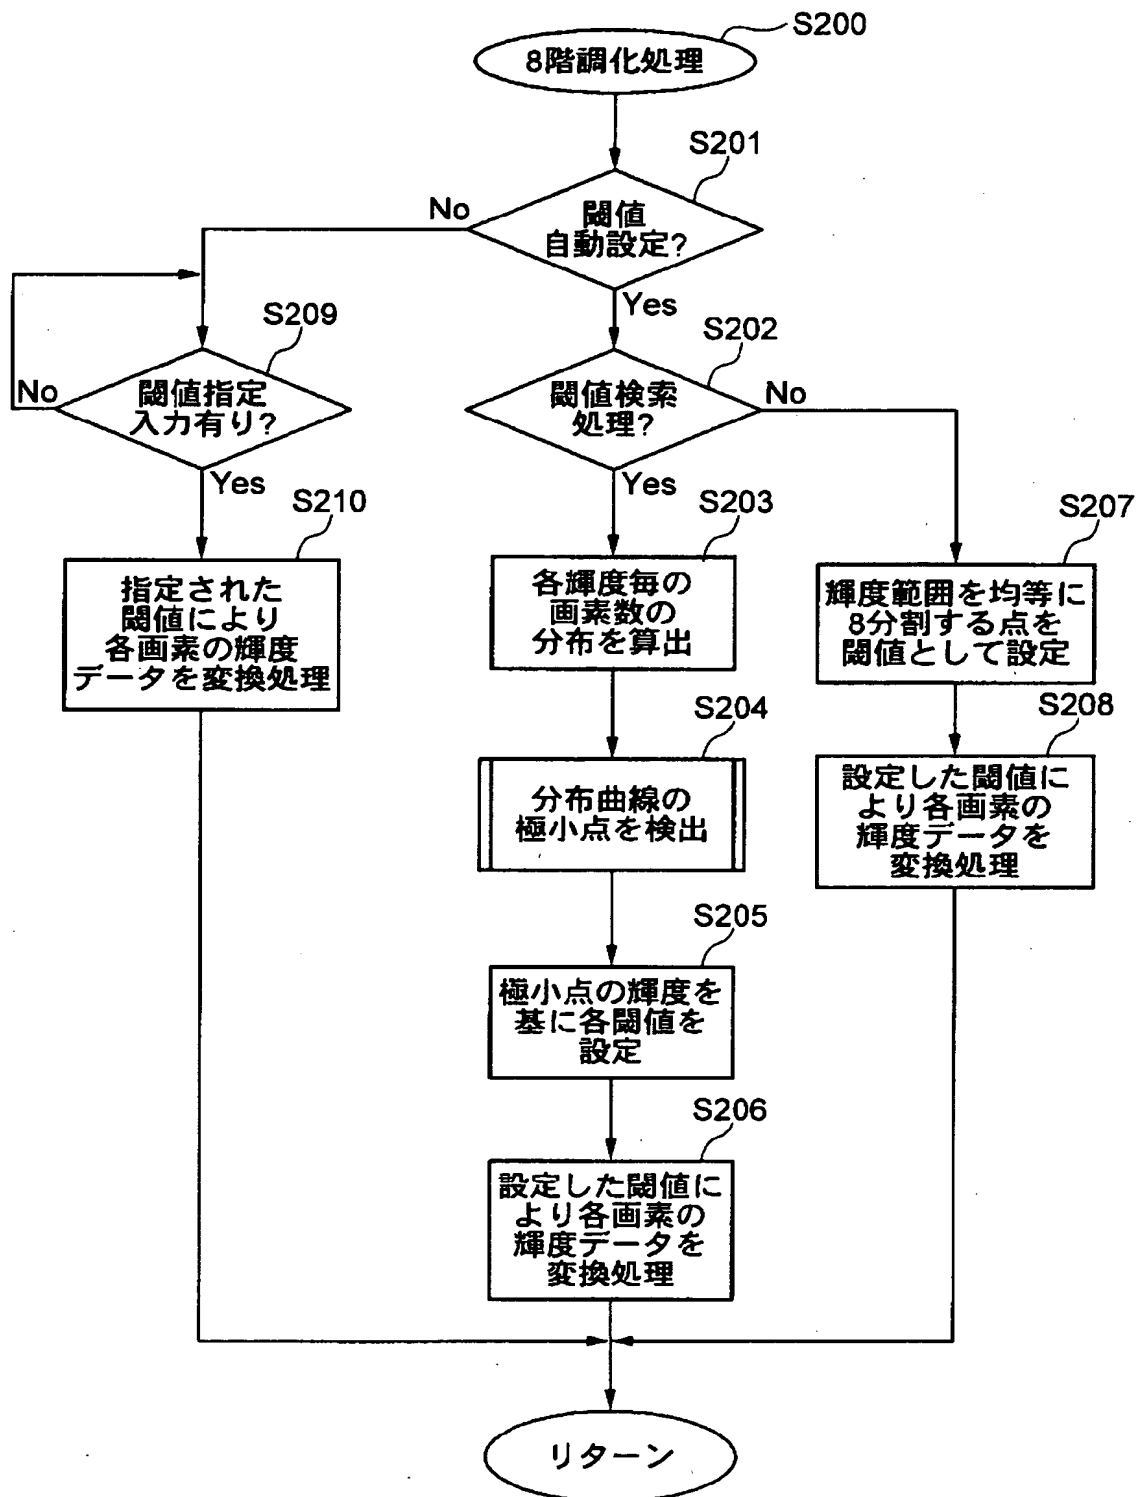 S200
8階調化処理
S201
閾値
自動設定?
No
Yes
S209
閾値指定
入力有り?
No
Yes
S202
閾値検索
処理?
No
Yes
S210
指定された
閾値により
各画素の輝度
データを変換処理
S203
各輝度毎の
画素数の
分布を算出
S207
輝度範囲を均等に
8分割する点を
閾値として設定
S204
分布曲線の
極小点を検出
S208
設定した閾値に
より各画素の
輝度データを
変換処理
S205
極小点の輝度を
基に各閾値を
設定
S206
設定した閾値に
より各画素の
輝度データを
変換処理
リターン